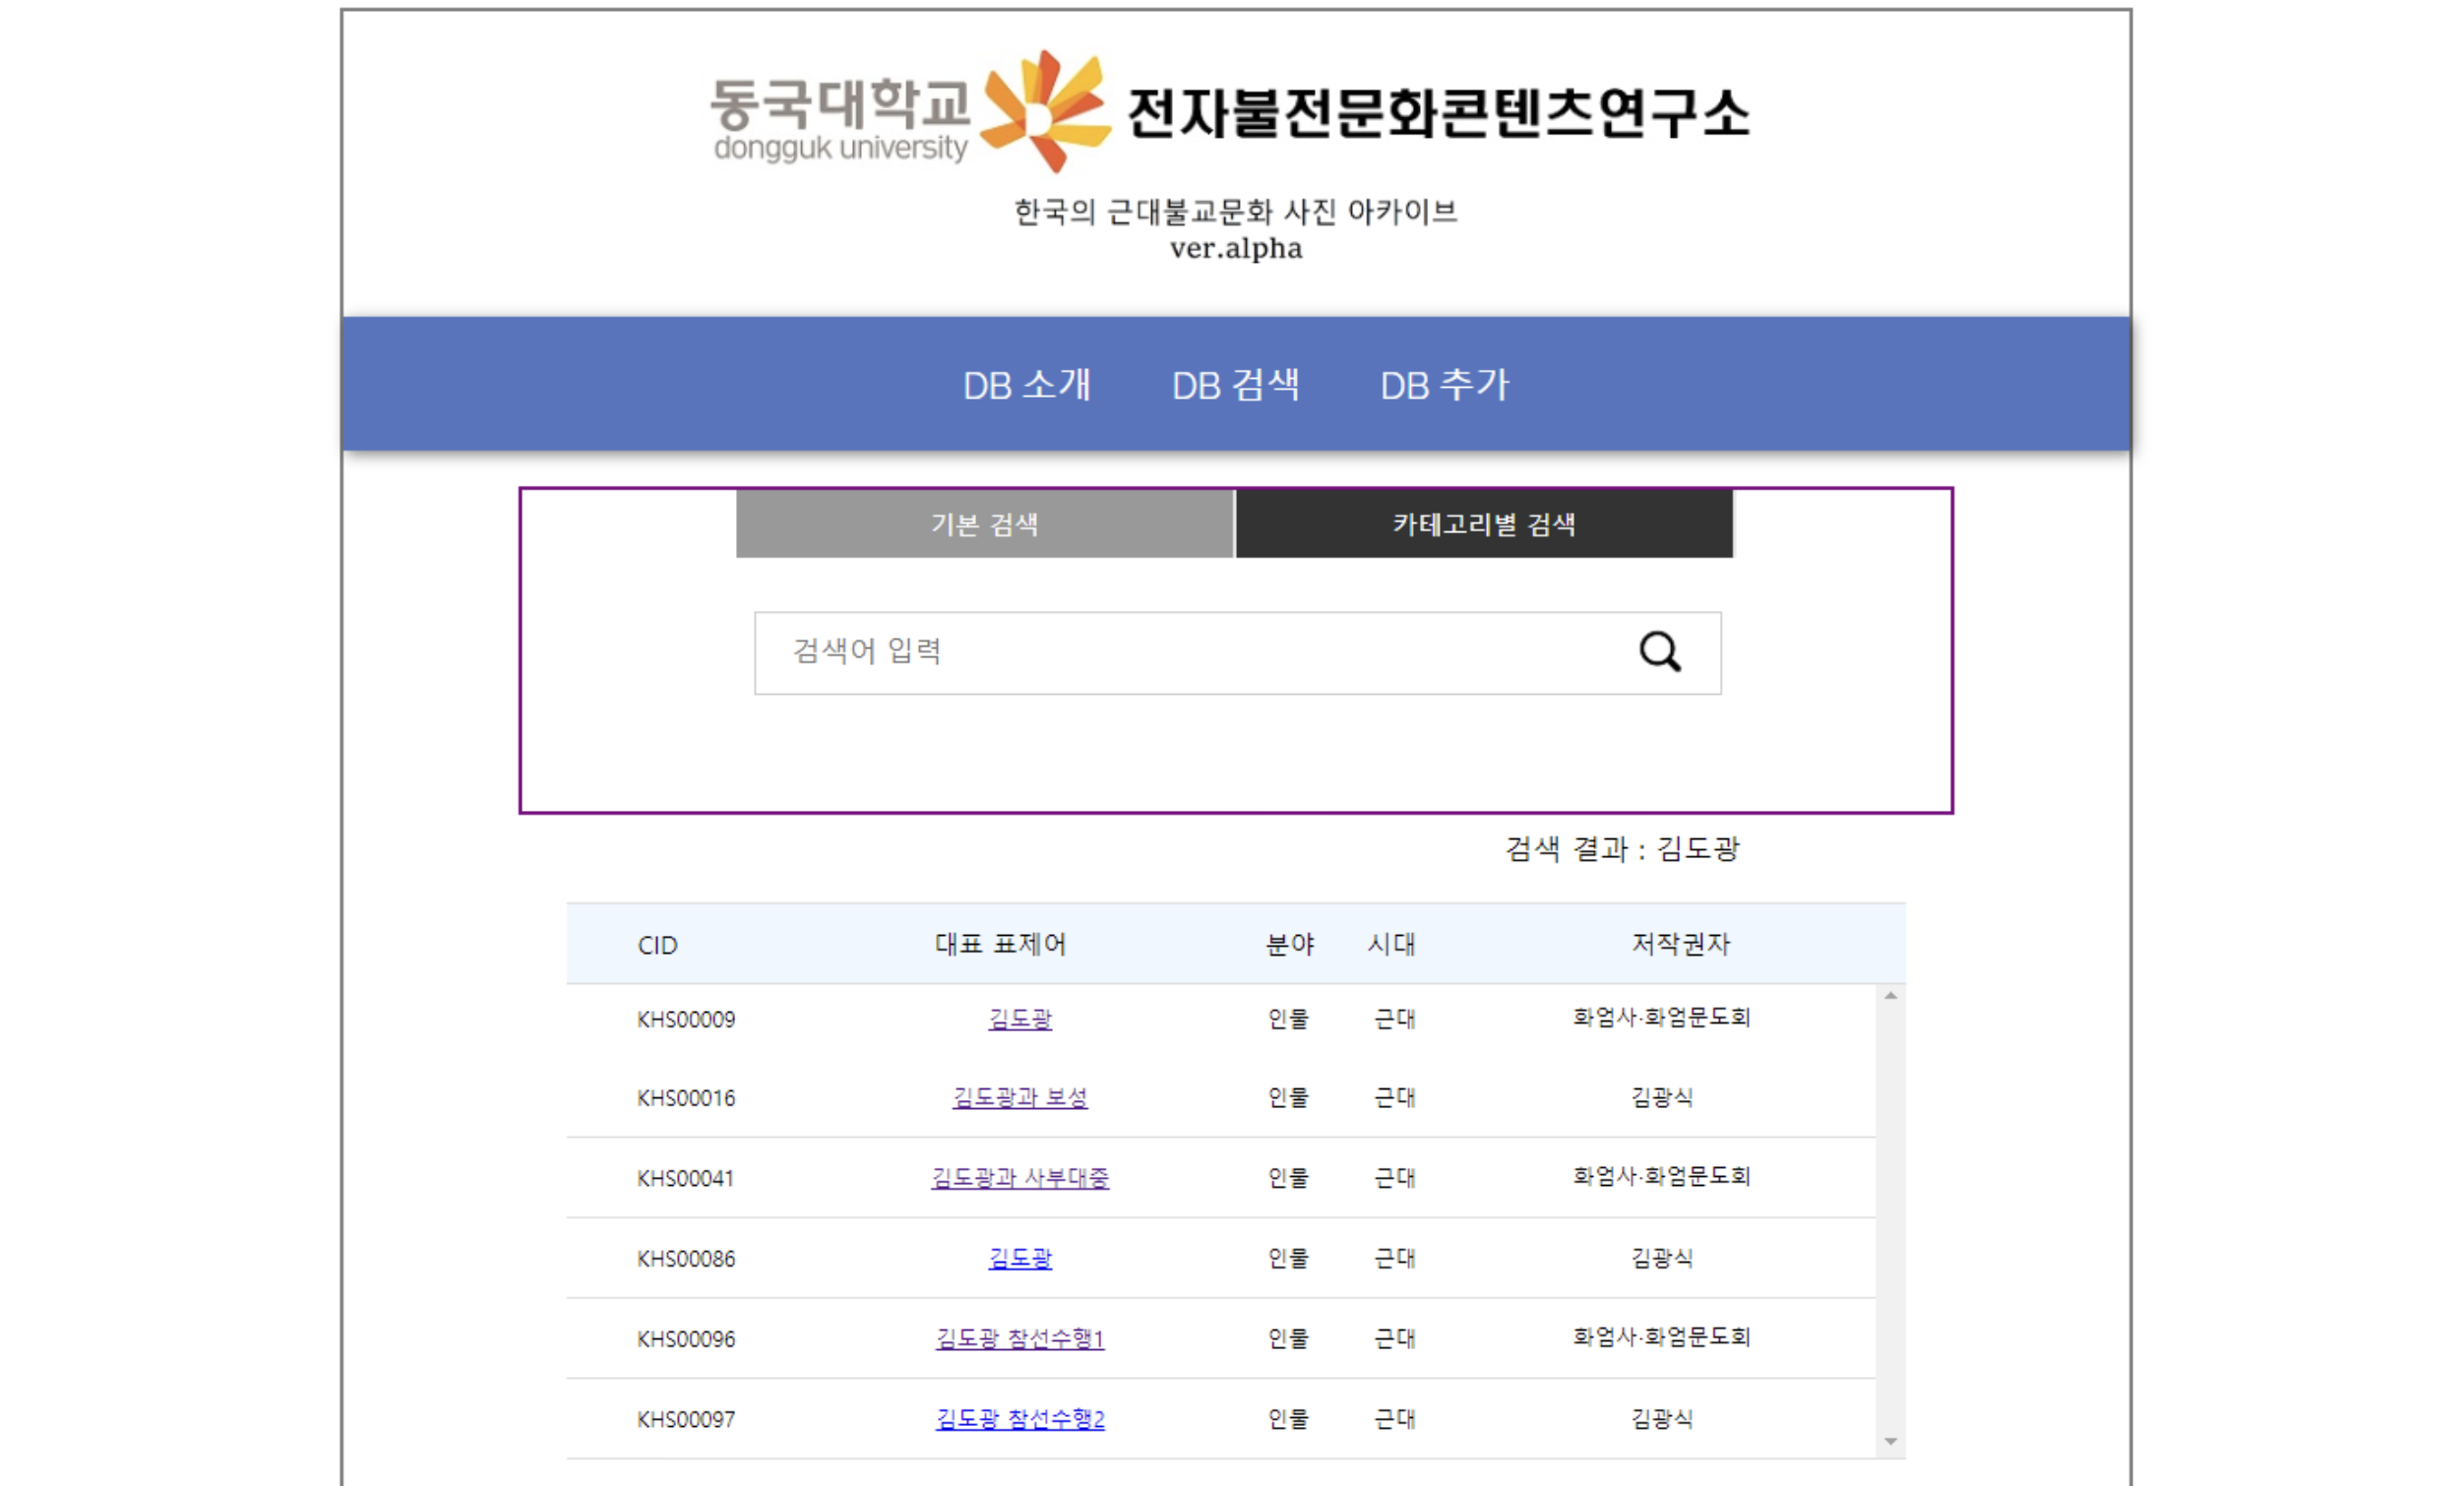 동국대학교 전자불전문화콘텐츠연구소
dongguk university
한국의 근대불교문화 사진 아카이브
ver.alpha
DB 소개 DB 검색 DB 추가
기본 검색 카테고리별 검색
검색어 입력
검색 결과 : 김도광
CID 대표 표제어 분야 시대 저작권자
KHS00009 김도광 인물 근대 화엄사·화엄문도회
KHS00016 김도광과 보성 인물 근대 김광식
KHS00041 김도광과 사부대중 인물 근대 화엄사·화엄문도회
KHS00086 김도광 인물 근대 김광식
KHS00096 김도광 참선수행1 인물 근대 화엄사·화엄문도회
KHS00097 김도광 참선수행2 인물 근대 김광식